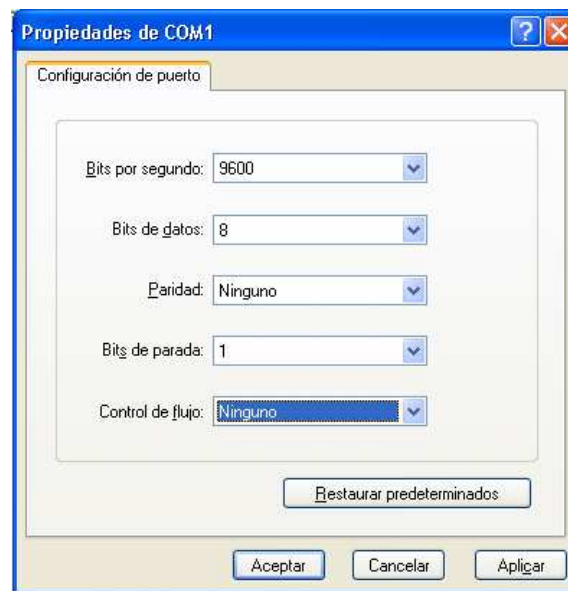 Propiedades de COM1
Configuración de puerto
Bits por segundo: 9600
Bits de datos: 8
Paridad: Ninguno
Bits de parada: 1
Control de flujo: Ninguno
Restaurar predeterminados
Aceptar Cancelar Aplicar